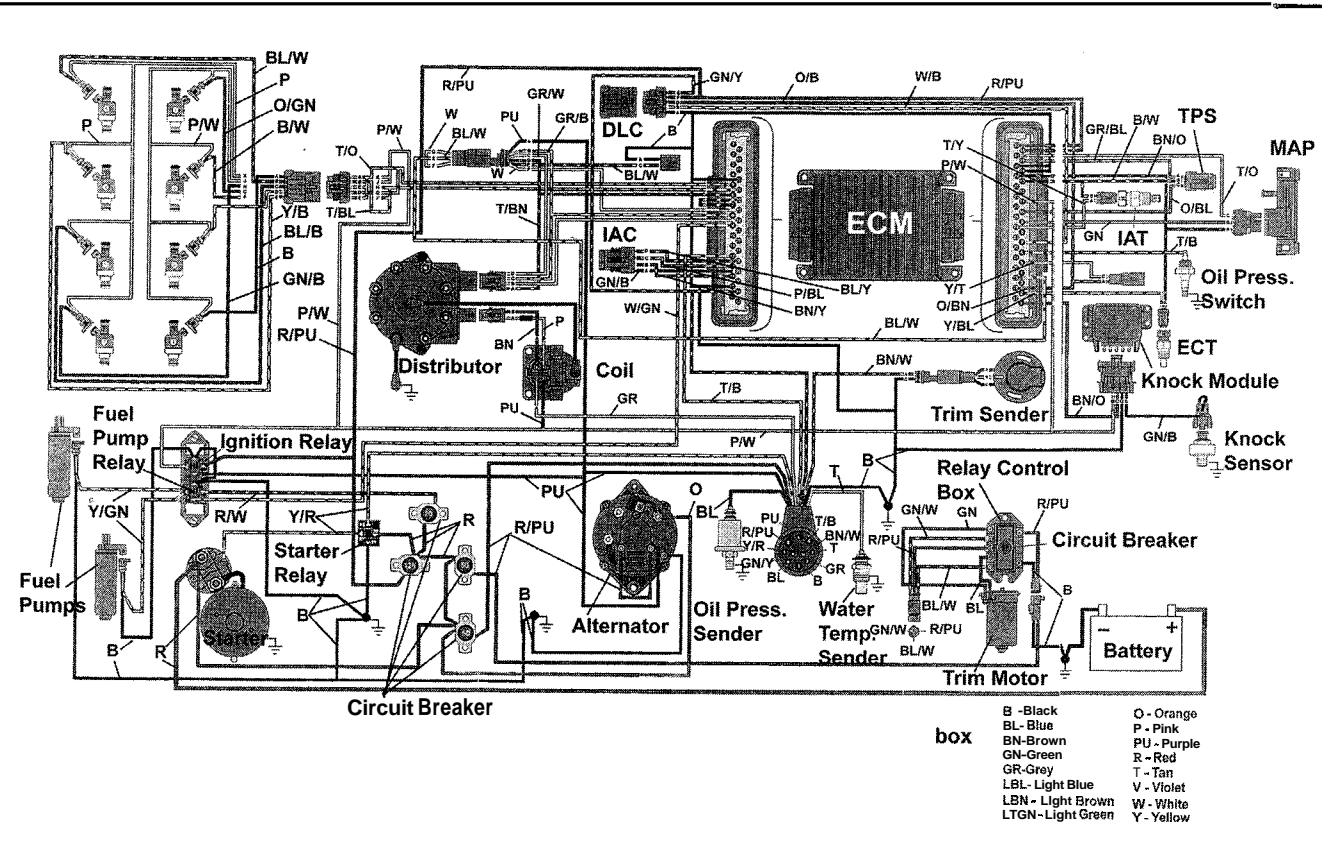 BL/W
P
O/GN
B/W
P
P/W
Y/B
BL/B
B
GN/B
T/O
P/W
T/BL
W
BL/W
R/PU
PU
W
GR/W
GR/B
T/BN
BL/W
B
DLC
GN/Y
O/B
W/B
R/PU
ECM
IAC
GN/B
W/GN
P/BL
BL/Y
BN/Y
T/Y
P/W
Y/T
O/BN
Y/BL
GR/BL
B/W
BN/O
TPS
T/O
MAP
O/BL
GN
IAT
T/B
Oil Press.
Switch
ECT
Knock Module
BN/O
GN/B
Knock
Sensor
BL/W
BN/W
Trim Sender
T/B
P/W
GR
P/W
R/PU
Distributor
BN
P
Coil
PU
Fuel
Pump
Relay
Ignition Relay
Y/GN
R/W
Y/R
Starter
Relay
Fuel
Pumps
Starter
B
R
B
R
R/PU
PU
Alternator
B
O
BL
Oil Press.
Sender
PU
R/PU
Y/R
GN/Y
BL
T/B
BN/W
T
GR
B
T
B
Water
Temp.
Sender
Relay Control
Box
GN/W
GN
R/PU
R/PU
Circuit Breaker
BL/W
BL
B
GN/W
R/PU
BL/W
Trim Motor
- +
Battery
Circuit Breaker
box
B -Black
BL- Blue
BN-Brown
GN-Green
GR-Grey
LBL- Light Blue
LBN - Light Brown
LTGN-Light Green
O - Orange
P - Pink
PU - Purple
R - Red
T - Tan
V - Violet
W - White
Y - Yellow